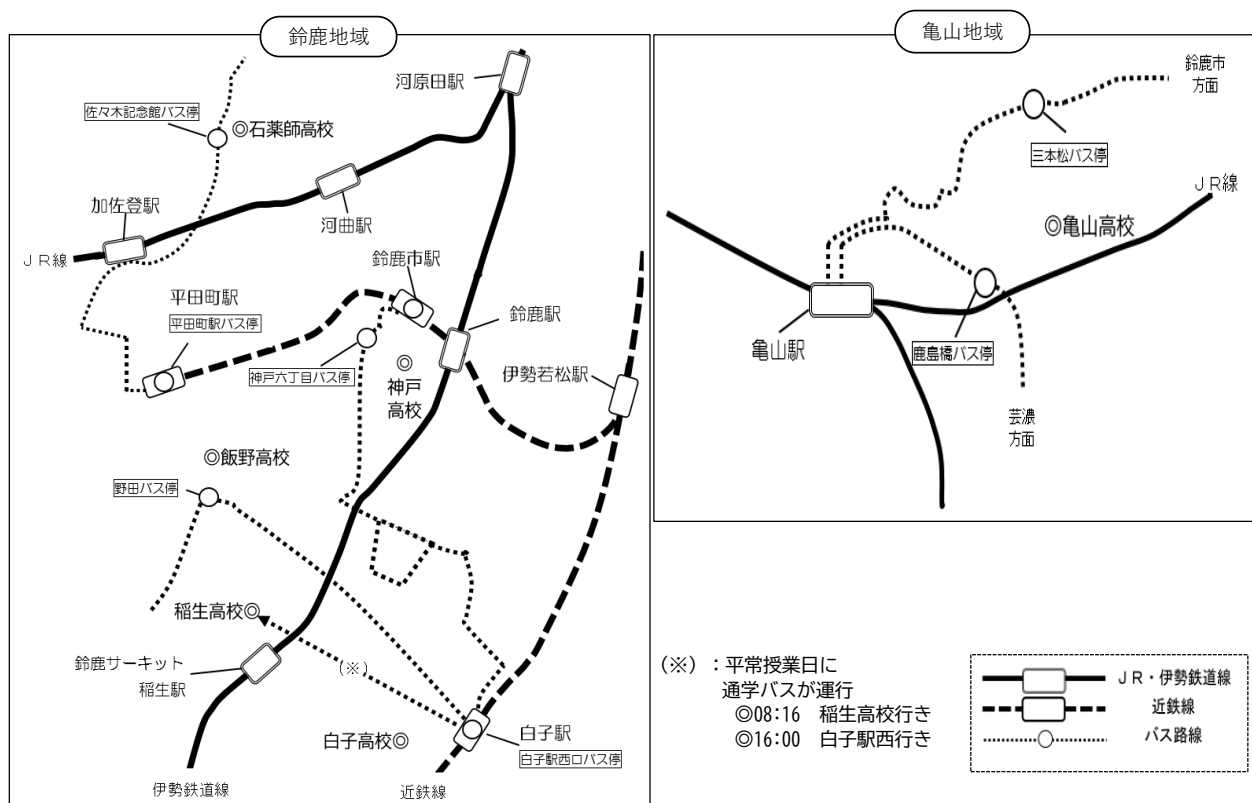 鈴鹿地域
河原田駅
佐々木記念館バス停
◎石薬師高校
加佐登駅
河曲駅
ＪＲ線
鈴鹿市駅
平田町駅
平田町駅バス停
鈴鹿駅
神戸六丁目バス停
◎
神戸
高校
伊勢若松駅
◎飯野高校
野田バス停
稲生高校◎
(※)
鈴鹿サーキット
稲生駅
白子高校◎
白子駅
白子駅西口バス停
伊勢鉄道線
近鉄線
亀山地域
鈴鹿市
方面
三本松バス停
ＪＲ線
◎亀山高校
亀山駅
鹿島橋バス停
芸濃
方面
(※)：平常授業日に
通学バスが運行
◎08:16 稲生高校行き
◎16:00 白子駅西行き
ＪＲ・伊勢鉄道線
近鉄線
バス路線